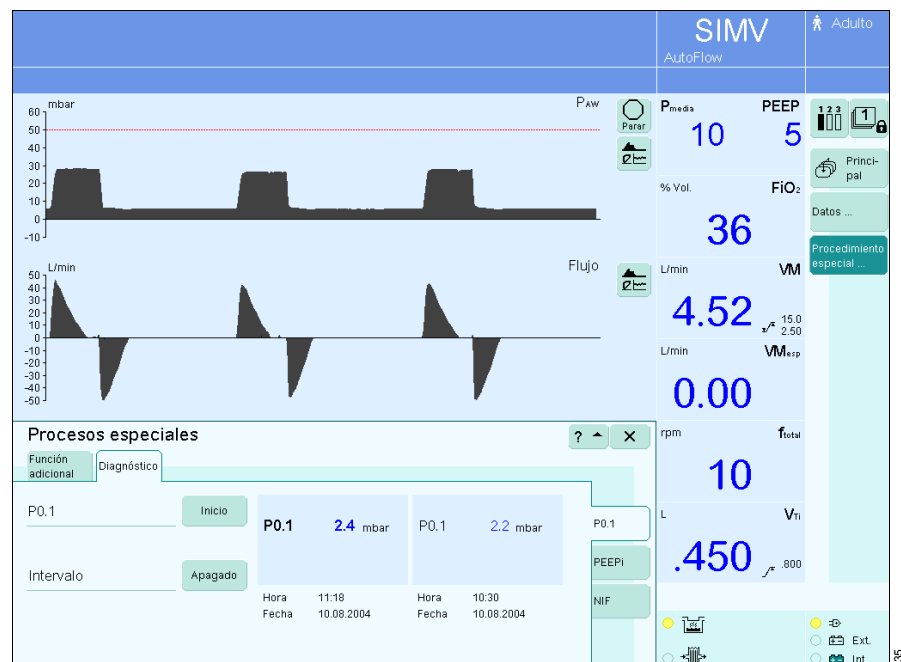 SIMV
AutoFlow
Adulto
mbar
PAW
60
50
40
30
20
10
0
-10
Parar
L/min
Flujo
50
40
30
20
10
0
-10
-20
-30
-40
-50
Pmedia PEEP
10 5
% Vol. FiO2
36
L/min VM
4.52 15.0
2.50
L/min VMesp
0.00
rpm ftotal
10
L VTi
.450 .800
1 2 3
1
Princi-
pal
Datos ...
Procedimiento
especial ...
Procesos especiales
? X
Función
adicional
Diagnóstico
P0.1 Inicio
Intervalo Apagado
P0.1 2.4 mbar
Hora 11:18
Fecha 10.08.2004
P0.1 2.2 mbar
Hora 10:30
Fecha 10.08.2004
P0.1
PEEPi
NIF
Ext.
Int.